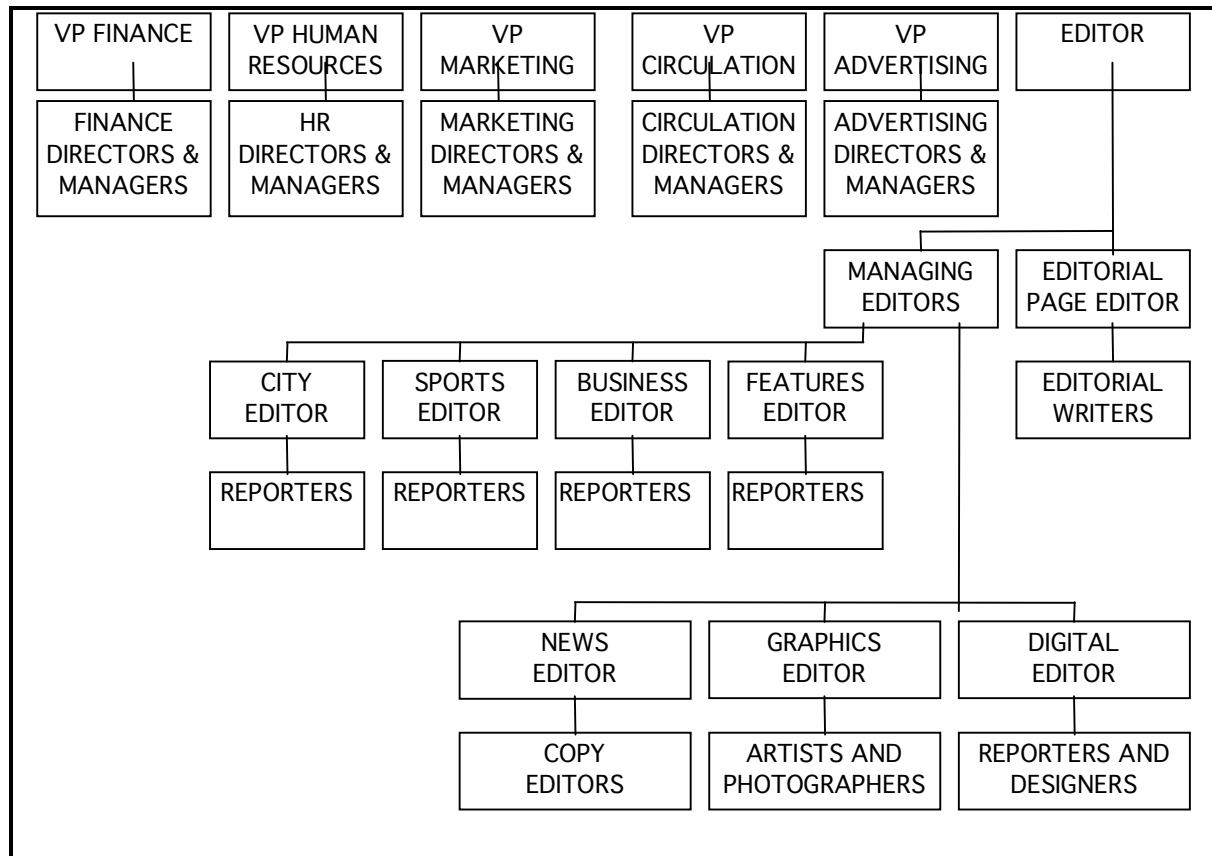 VP FINANCE
VP HUMAN
RESOURCES
VP
MARKETING
VP
CIRCULATION
VP
ADVERTISING
EDITOR
FINANCE
DIRECTORS &
MANAGERS
HR
DIRECTORS &
MANAGERS
MARKETING
DIRECTORS &
MANAGERS
CIRCULATION
DIRECTORS &
MANAGERS
ADVERTISING
DIRECTORS &
MANAGERS
MANAGING
EDITORS
EDITORIAL
PAGE EDITOR
CITY
EDITOR
SPORTS
EDITOR
BUSINESS
EDITOR
FEATURES
EDITOR
EDITORIAL
WRITERS
REPORTERS
REPORTERS
REPORTERS
REPORTERS
NEWS
EDITOR
GRAPHICS
EDITOR
DIGITAL
EDITOR
COPY
EDITORS
ARTISTS AND
PHOTOGRAPHERS
REPORTERS AND
DESIGNERS